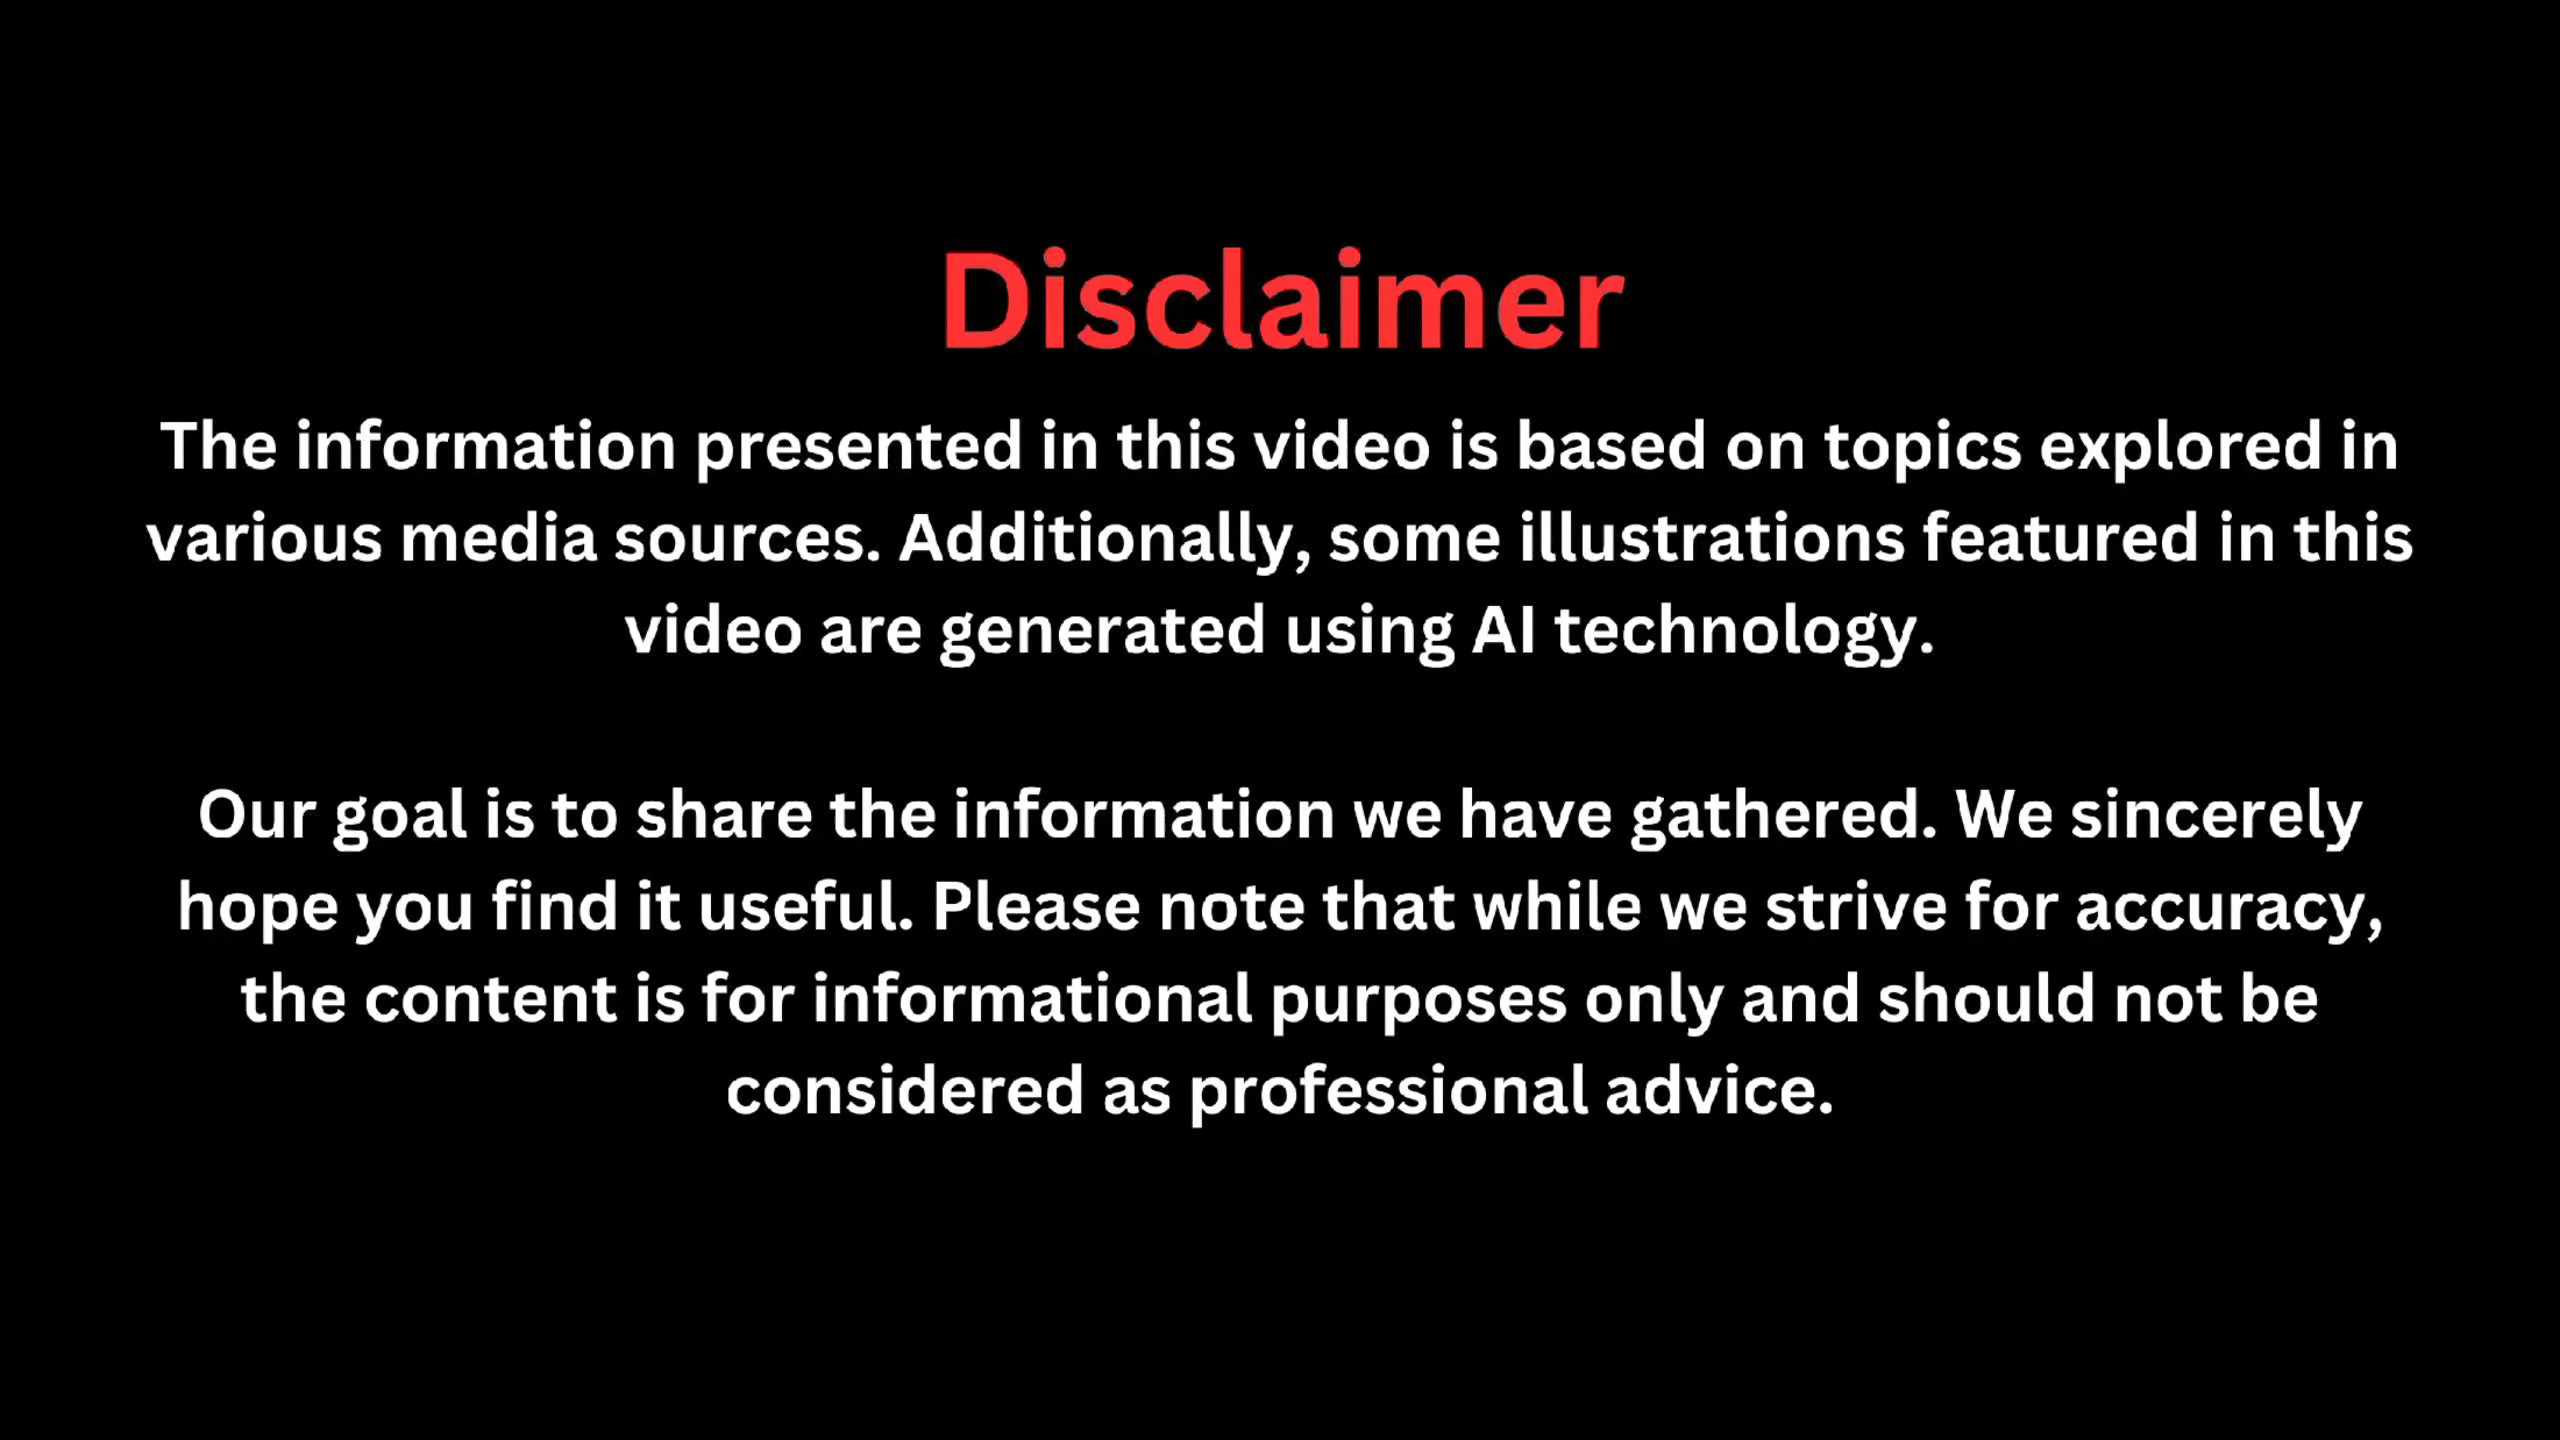 Disclaimer
The information presented in this video is based on topics explored in
various media sources. Additionally, some illustrations featured in this
video are generated using AI technology.
Our goal is to share the information we have gathered. We sincerely
hope you find it useful. Please note that while we strive for accuracy,
the content is for informational purposes only and should not be
considered as professional advice.